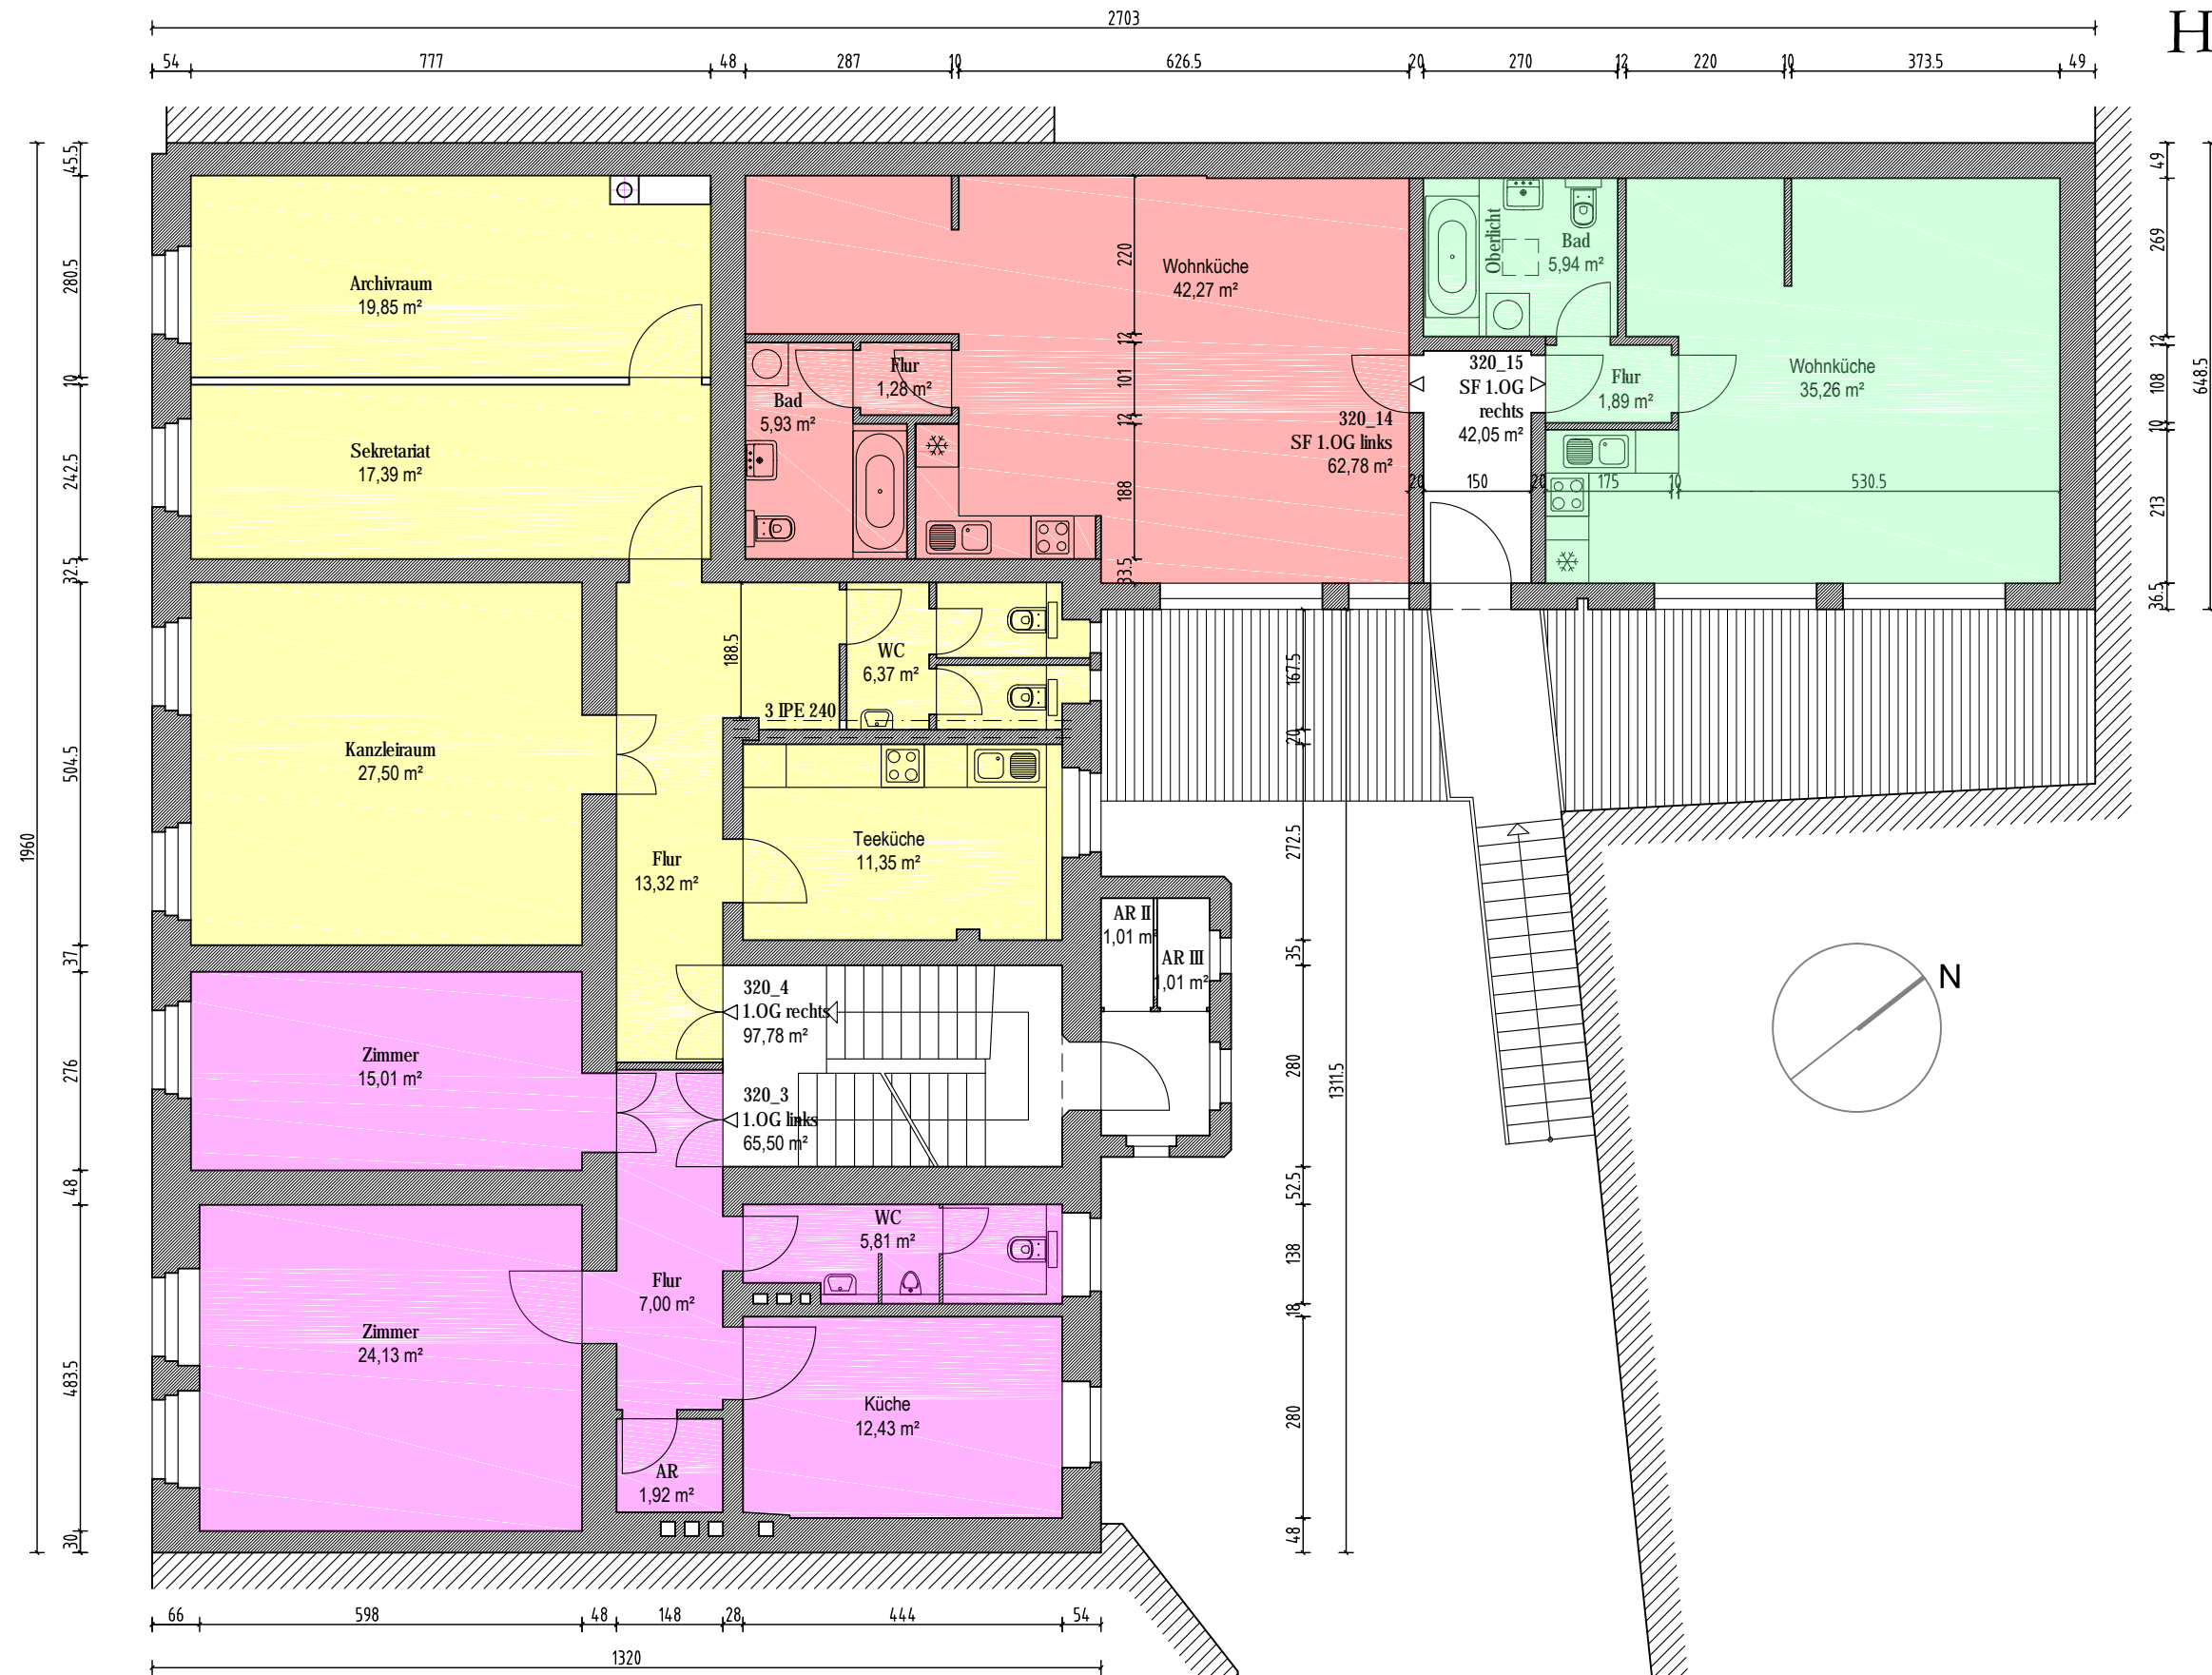 2703
H
54 777 48 287 10 626.5 20 270 12 220 10 373.5 49
45.5
280.5
10
242.5
32.5
504.5
37
276
48
483.5
30
1960
49
269
12
108
10
213
36.5
648.5
Archivraum
19,85 m²
Sekretariat
17,39 m²
Kanzleiraum
27,50 m²
Flur
13,32 m²
WC
6,37 m²
188.5
3 IPE 240
Teeküche
11,35 m²
Wohnküche
42,27 m²
220
12
101
12
188
33.5
Flur
1,28 m²
Bad
5,93 m²
320_14
SF 1.OG links
62,78 m²
Oberlicht
Bad
5,94 m²
320_15
SF 1.OG
rechts
42,05 m²
Flur
1,89 m²
Wohnküche
35,26 m²
20 150 20 175 10 530.5
167.5
20
272.5
35
280
52.5
138
18
280
48
1311.5
AR II
1,01 m²
AR III
1,01 m²
N
320_4
1.OG rechts
97,78 m²
320_3
1.OG links
65,50 m²
Zimmer
15,01 m²
Zimmer
24,13 m²
Flur
7,00 m²
WC
5,81 m²
Küche
12,43 m²
AR
1,92 m²
66 598 48 148 28 444 54
1320